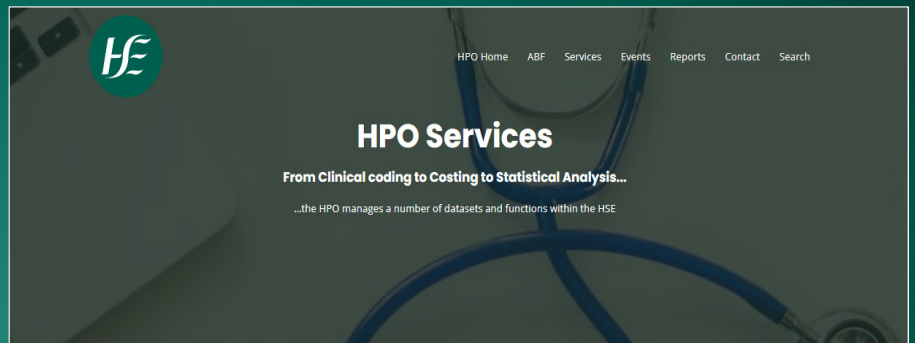 HSE
HPO Home ABF Services Events Reports Contact Search
HPO Services
From Clinical coding to Costing to Statistical Analysis...
...the HPO manages a number of datasets and functions within the HSE